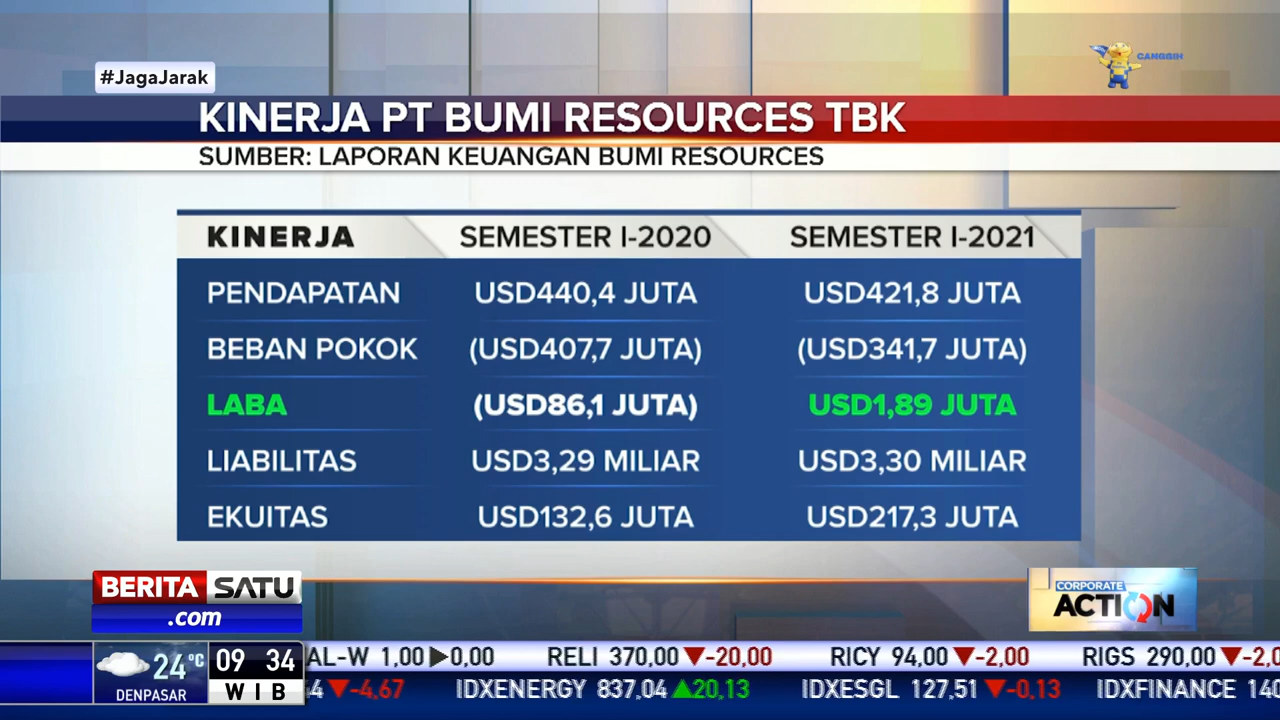 #JagaJarak
CANGGIH
KINERJA PT BUMI RESOURCES TBK
SUMBER: LAPORAN KEUANGAN BUMI RESOURCES
KINERJA SEMESTER I-2020 SEMESTER I-2021
PENDAPATAN USD440,4 JUTA USD421,8 JUTA
BEBAN POKOK (USD407,7 JUTA) (USD341,7 JUTA)
LABA (USD86,1 JUTA) USD1,89 JUTA
LIABILITAS USD3,29 MILIAR USD3,30 MILIAR
EKUITAS USD132,6 JUTA USD217,3 JUTA
BERITA SATU
.com
CORPORATE
ACTION
24°C
DENPASAR
09 34
WIB
AL-W 1,00 ▶0,00 RELI 370,00 ▼-20,00 RICY 94,00 ▼-2,00 RIGS 290,00 ▼-2,0
4 ▼-4,67 IDXENERGY 837,04 ▲20,13 IDXESGL 127,51 ▼-0,13 IDXFINANCE 140